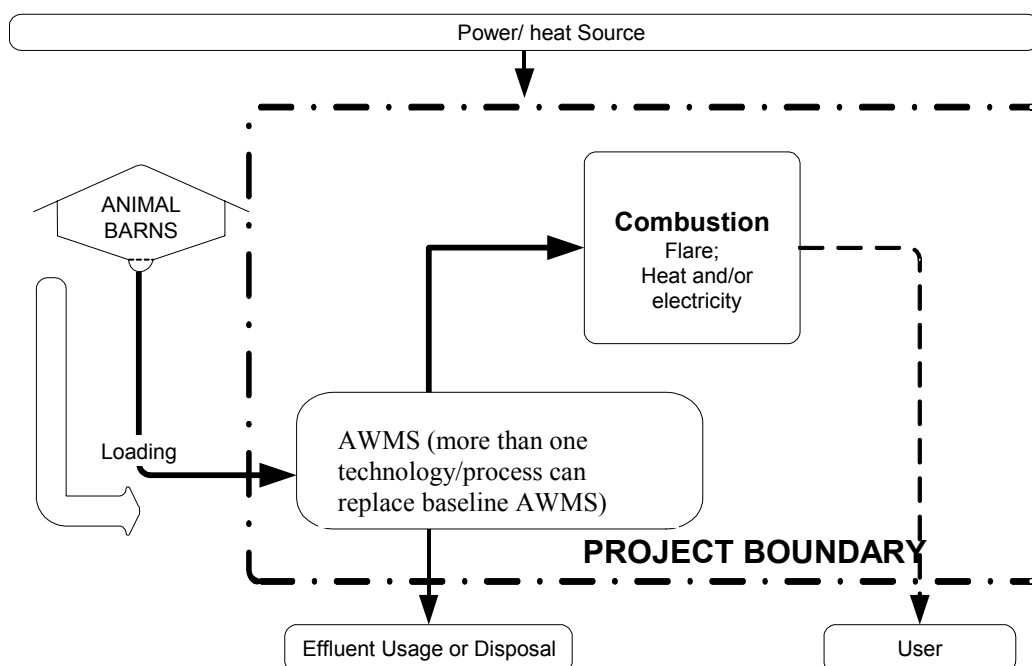 Power/ heat Source
ANIMAL
BARNS
Combustion
Flare;
Heat and/or
electricity
Loading
AWMS (more than one
technology/process can
replace baseline AWMS)
PROJECT BOUNDARY
Effluent Usage or Disposal
User